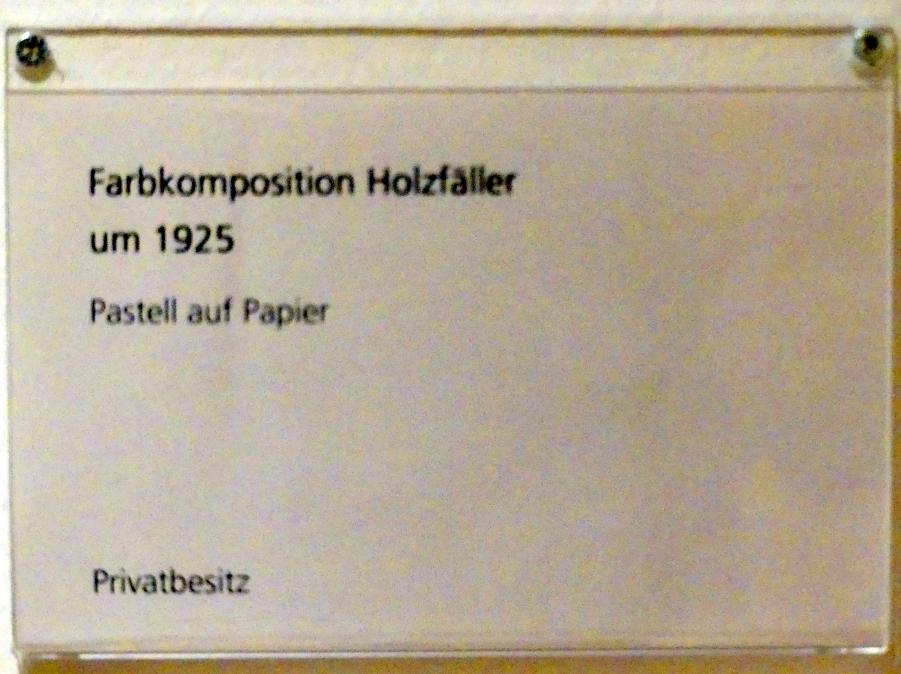 Farbkomposition Holzfäller
um 1925
Pastell auf Papier
Privatbesitz